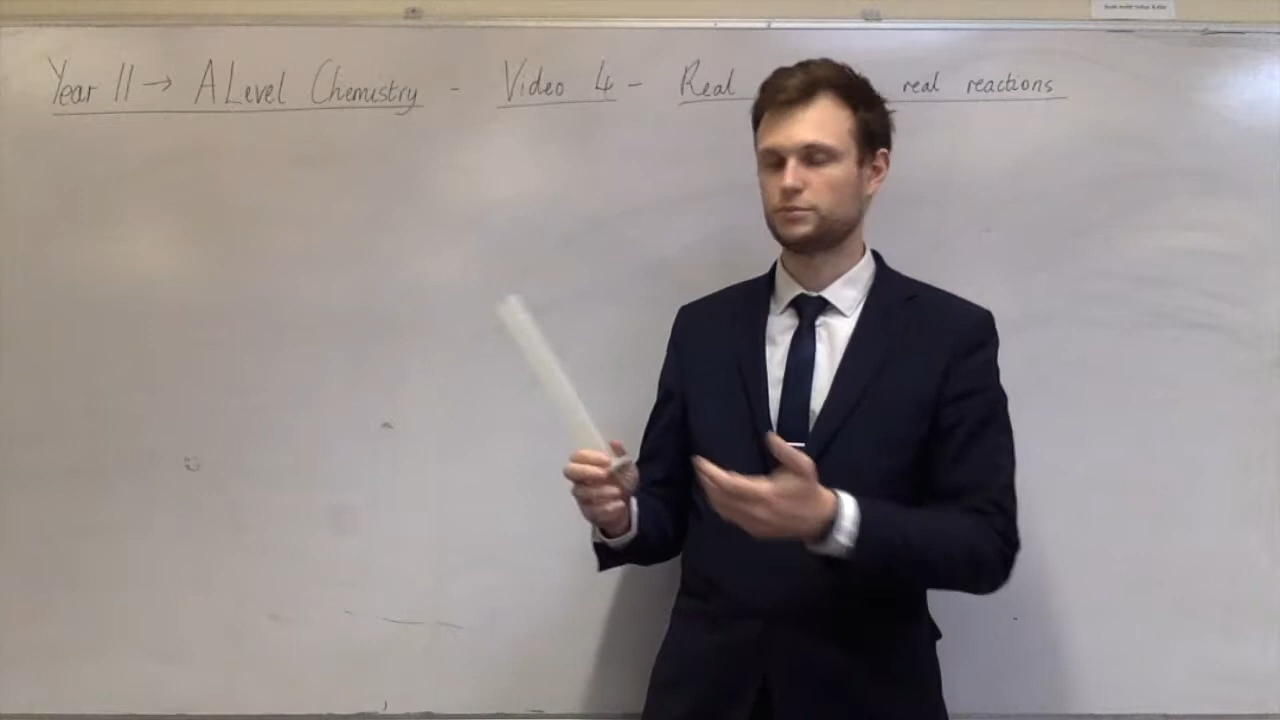 Year 11 → A Level Chemistry - Video 4 - Real real reactions